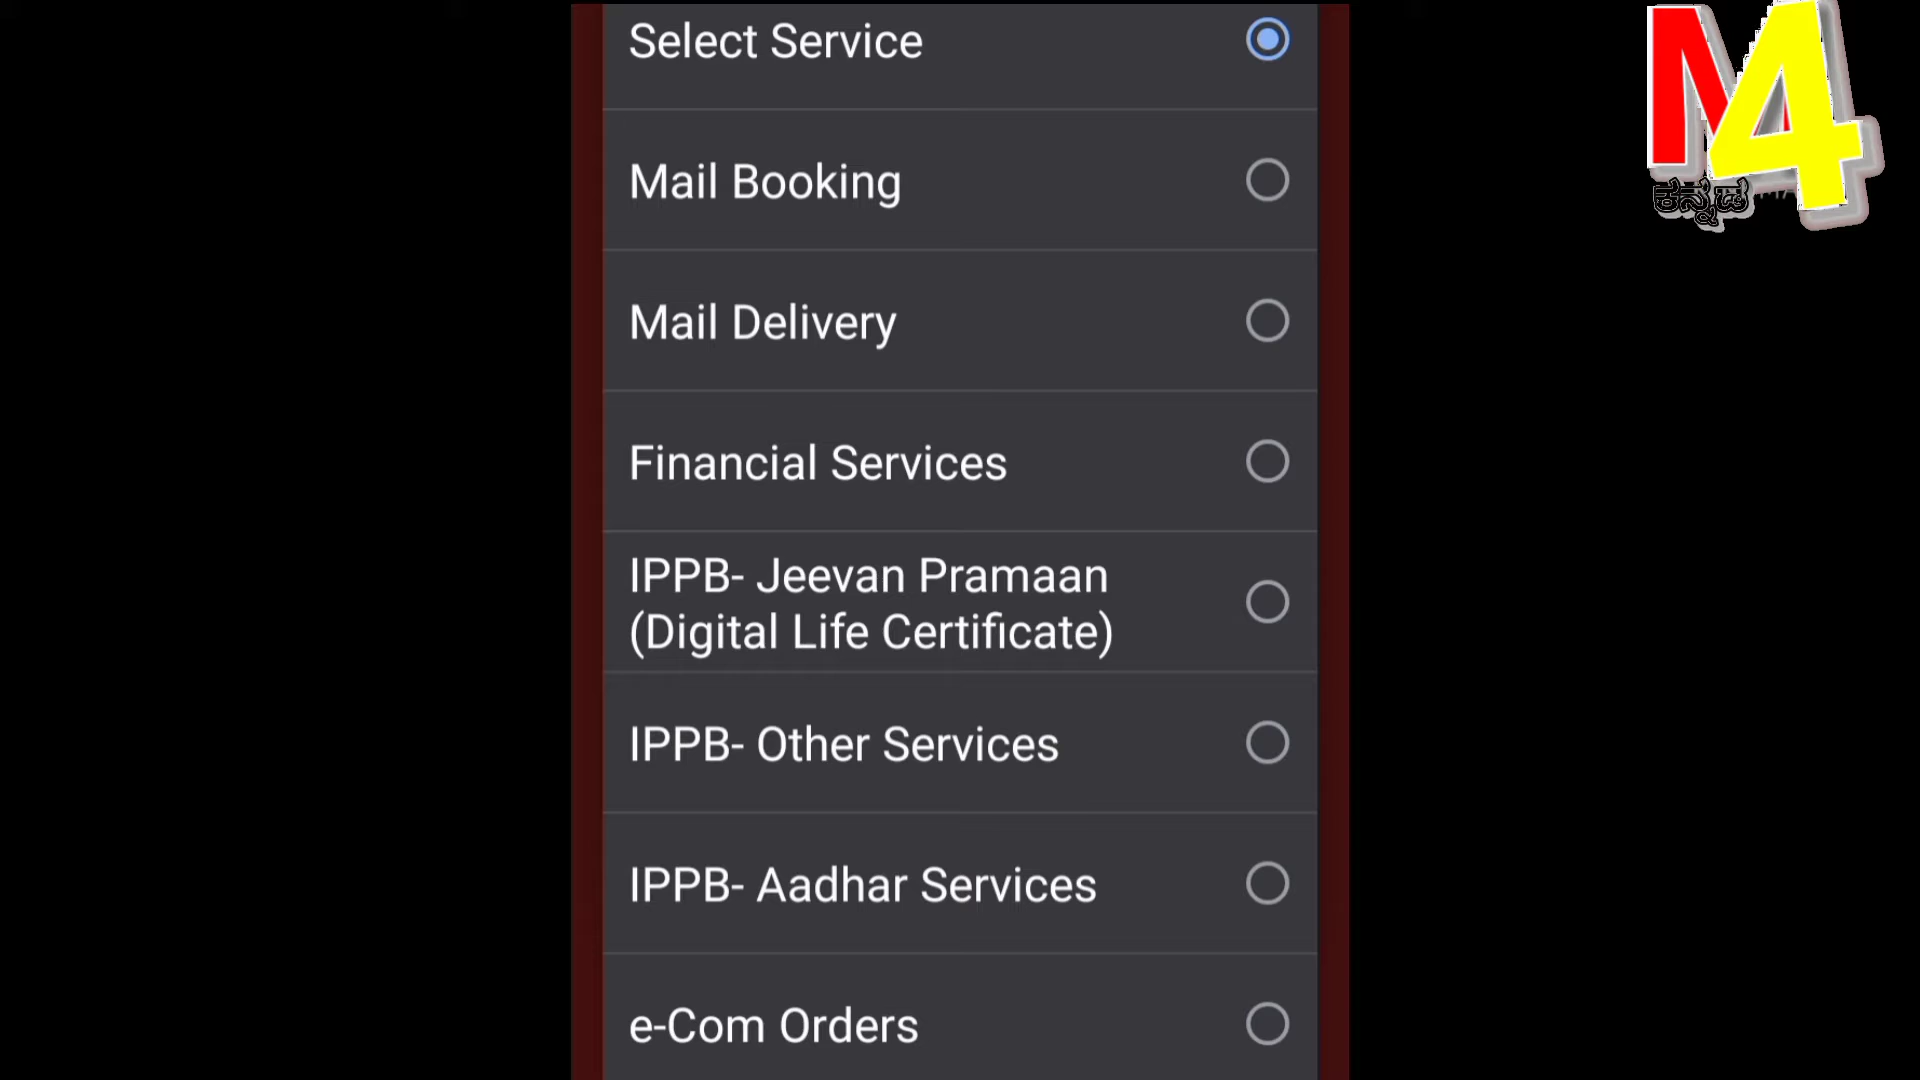 Select Service
Mail Booking
Mail Delivery
Financial Services
IPPB- Jeevan Pramaan
(Digital Life Certificate)
IPPB- Other Services
IPPB- Aadhar Services
e-Com Orders
M4
ಕನ್ನಡ